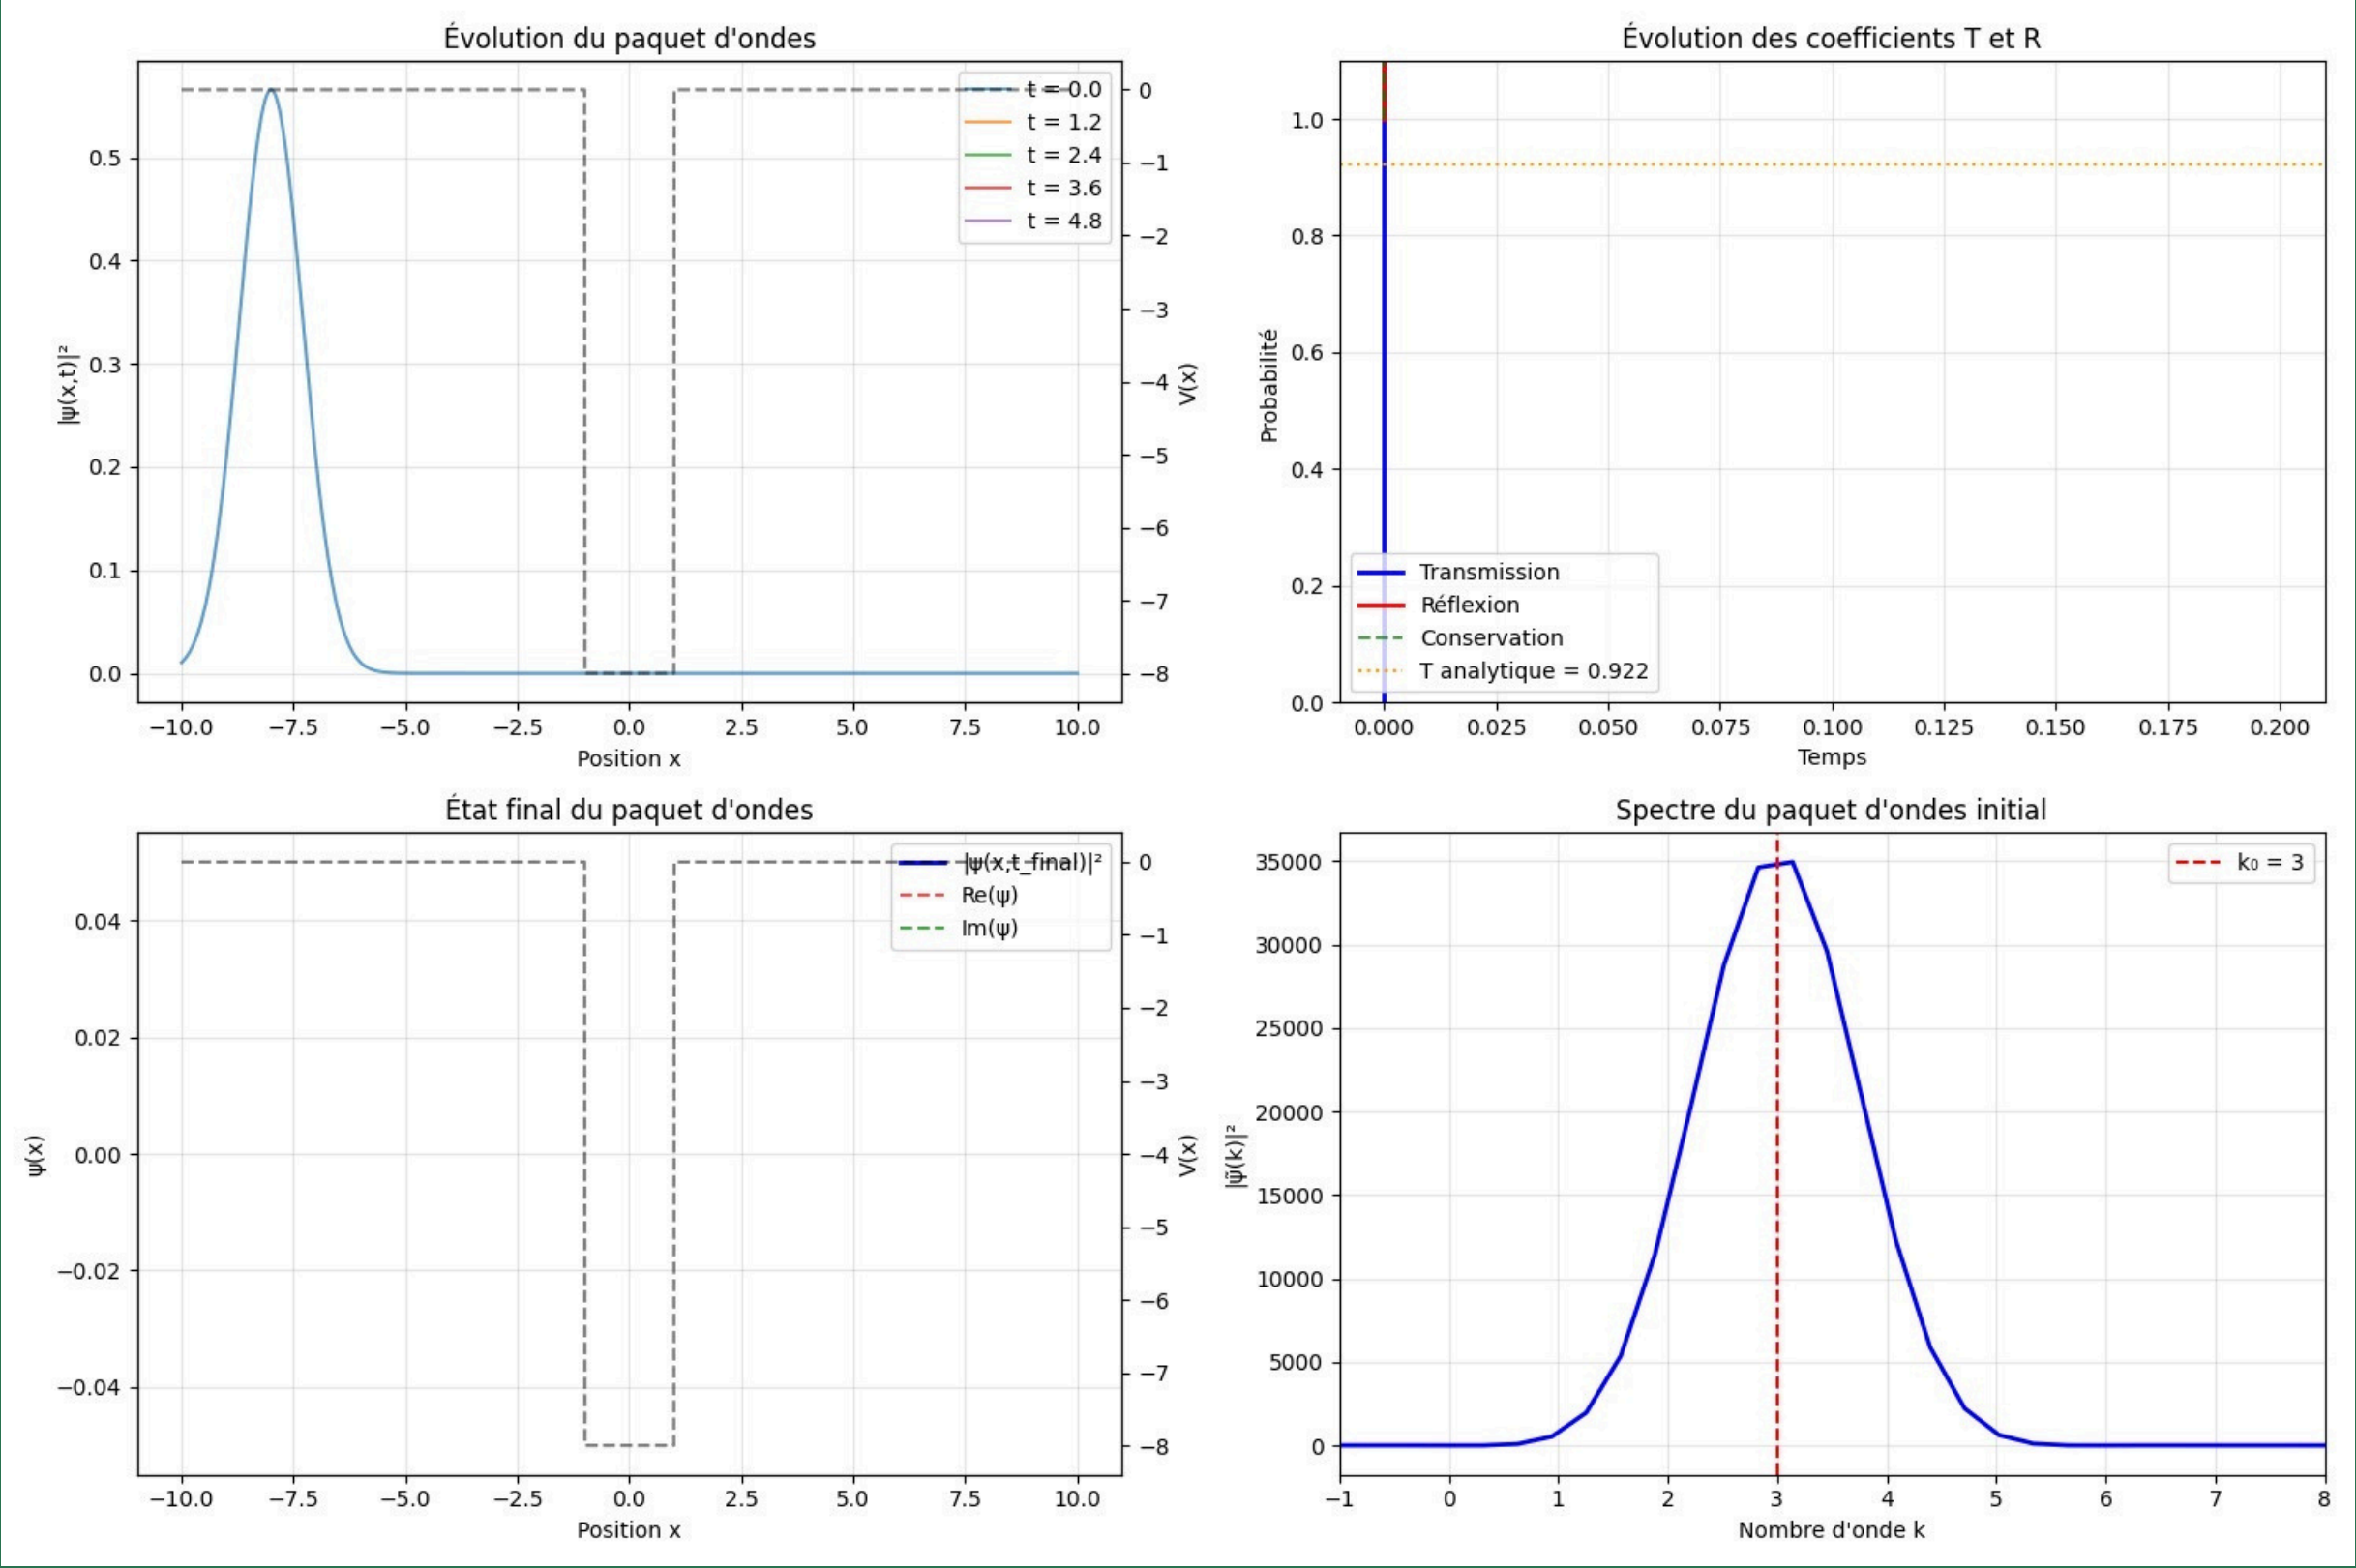 Évolution du paquet d'ondes
|ψ(x,t)|²
0.5
0.4
0.3
0.2
0.1
0.0
0
−1
−2
−3
−4
−5
−6
−7
−8
V(x)
t = 0.0
t = 1.2
t = 2.4
t = 3.6
t = 4.8
−10.0 −7.5 −5.0 −2.5 0.0 2.5 5.0 7.5 10.0
Position x
Évolution des coefficients T et R
Probabilité
1.0
0.8
0.6
0.4
0.2
0.0
Transmission
Réflexion
Conservation
T analytique = 0.922
0.000 0.025 0.050 0.075 0.100 0.125 0.150 0.175 0.200
Temps
État final du paquet d'ondes
ψ(x)
0.04
0.02
0.00
−0.02
−0.04
0
−1
−2
−3
−4
−5
−6
−7
−8
V(x)
|ψ(x,t_final)|²
Re(ψ)
Im(ψ)
−10.0 −7.5 −5.0 −2.5 0.0 2.5 5.0 7.5 10.0
Position x
Spectre du paquet d'ondes initial
|ψ̃(k)|²
35000
30000
25000
20000
15000
10000
5000
0
k₀ = 3
−1 0 1 2 3 4 5 6 7 8
Nombre d'onde k